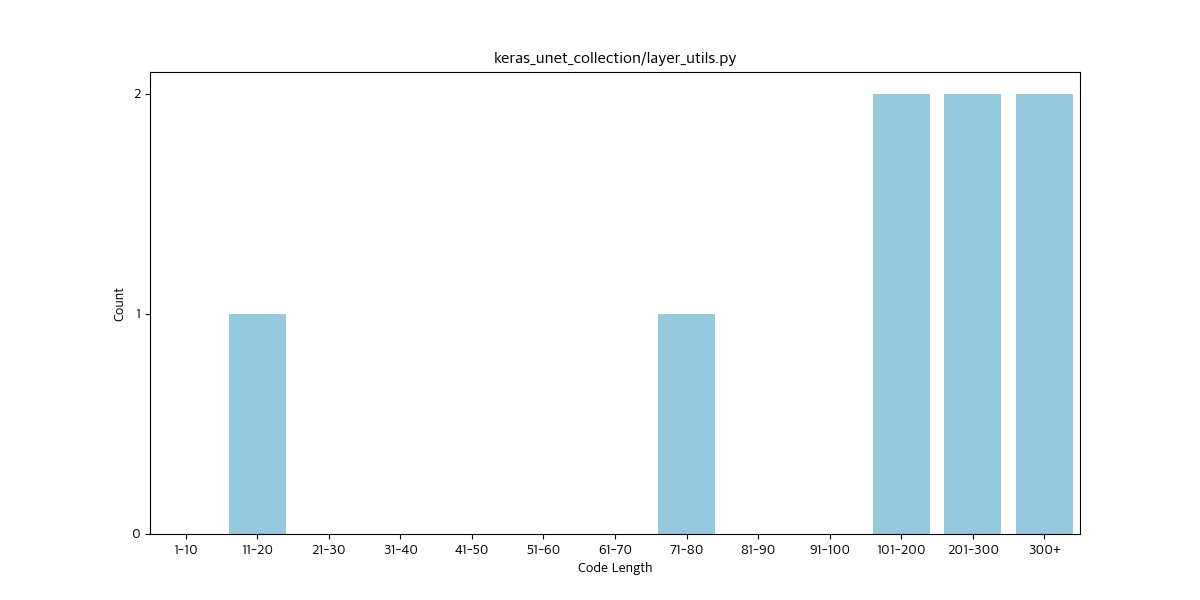 keras_unet_collection/layer_utils.py
2
1
0
Count
1-10 11-20 21-30 31-40 41-50 51-60 61-70 71-80 81-90 91-100 101-200 201-300 300+
Code Length